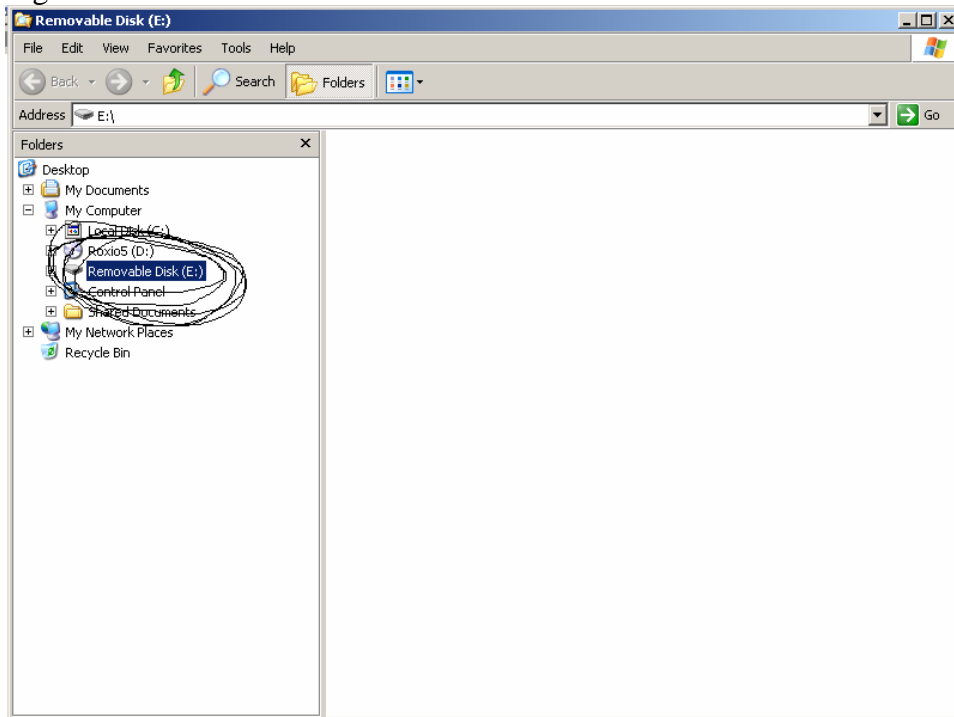 Removable Disk (E:)
File Edit View Favorites Tools Help
Back Search Folders
Address E:\ Go
Folders
Desktop
My Documents
My Computer
Local Disk (C:)
Roxio5 (D:)
Removable Disk (E:)
Control Panel
Shared Documents
My Network Places
Recycle Bin